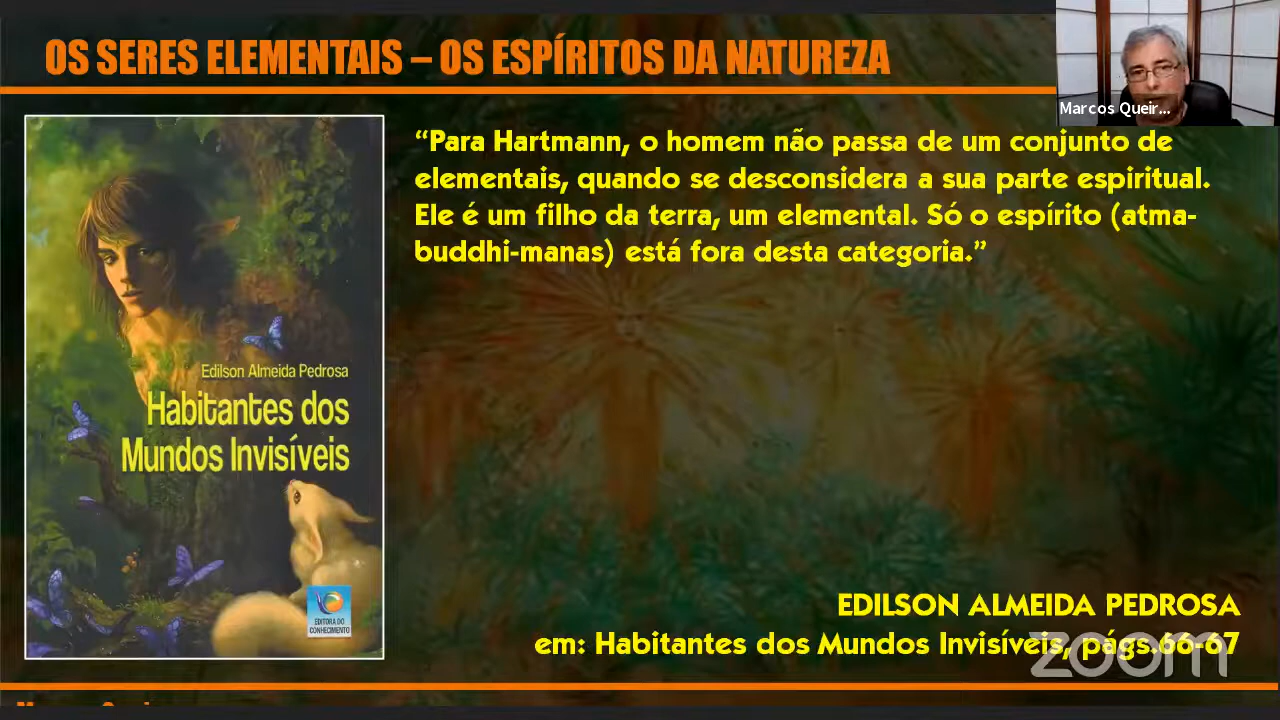 OS SERES ELEMENTAIS – OS ESPÍRITOS DA NATUREZA
Marcos Queir...
“Para Hartmann, o homem não passa de um conjunto de
elementais, quando se desconsidera a sua parte espiritual.
Ele é um filho da terra, um elemental. Só o espírito (atma-
buddhi-manas) está fora desta categoria.”
Edilson Almeida Pedrosa
Habitantes dos
Mundos Invisíveis
EDITORA DO
CONHECIMENTO
EDILSON ALMEIDA PEDROSA
em: Habitantes dos Mundos Invisíveis, págs.66-67
zoom